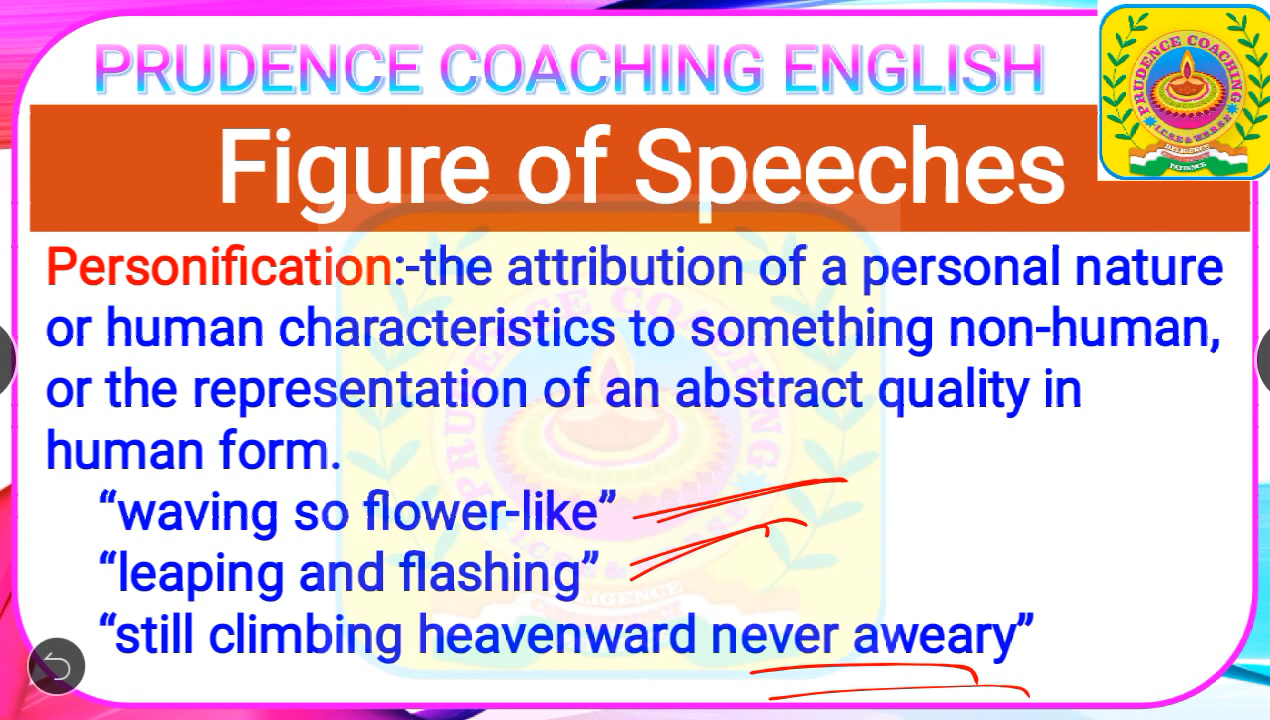 PRUDENCE COACHING ENGLISH
PRUDENCE COACHING
I.C.S.E & W.B.B.S.E
DELIGENCE
PATIENCE
Figure of Speeches
Personification:-the attribution of a personal nature
or human characteristics to something non-human,
or the representation of an abstract quality in
human form.
“waving so flower-like”
“leaping and flashing”
“still climbing heavenward never aweary”